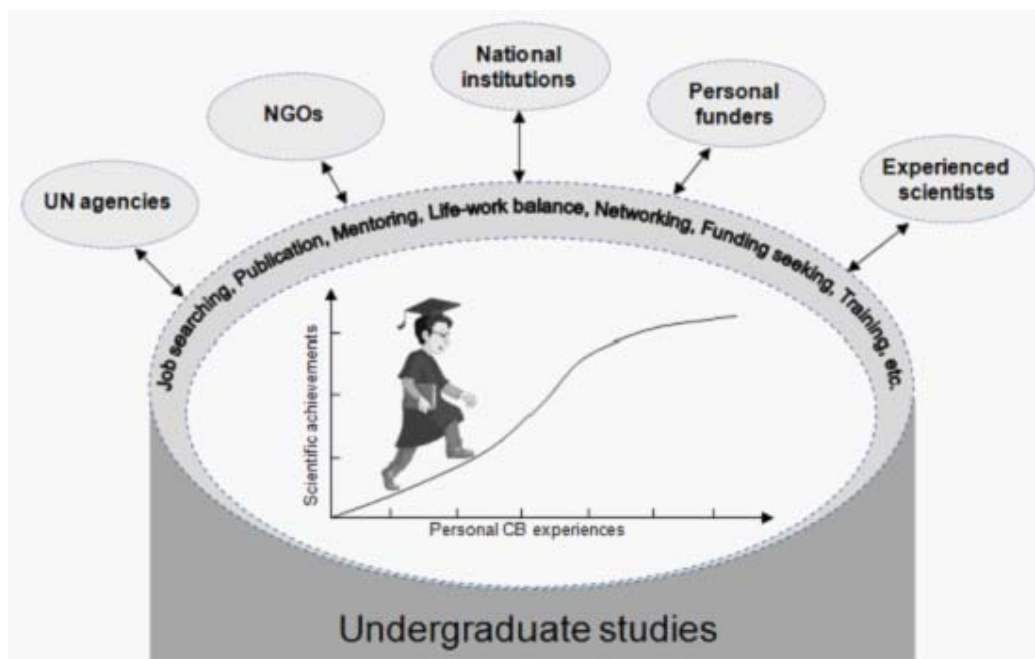 National
institutions
NGOs
Personal
funders
Experienced
scientists
UN agencies
Job searching, Publication, Mentoring, Life-work balance, Networking, Funding seeking, Training, etc.
Scientific achievements
Personal CB experiences
Undergraduate studies